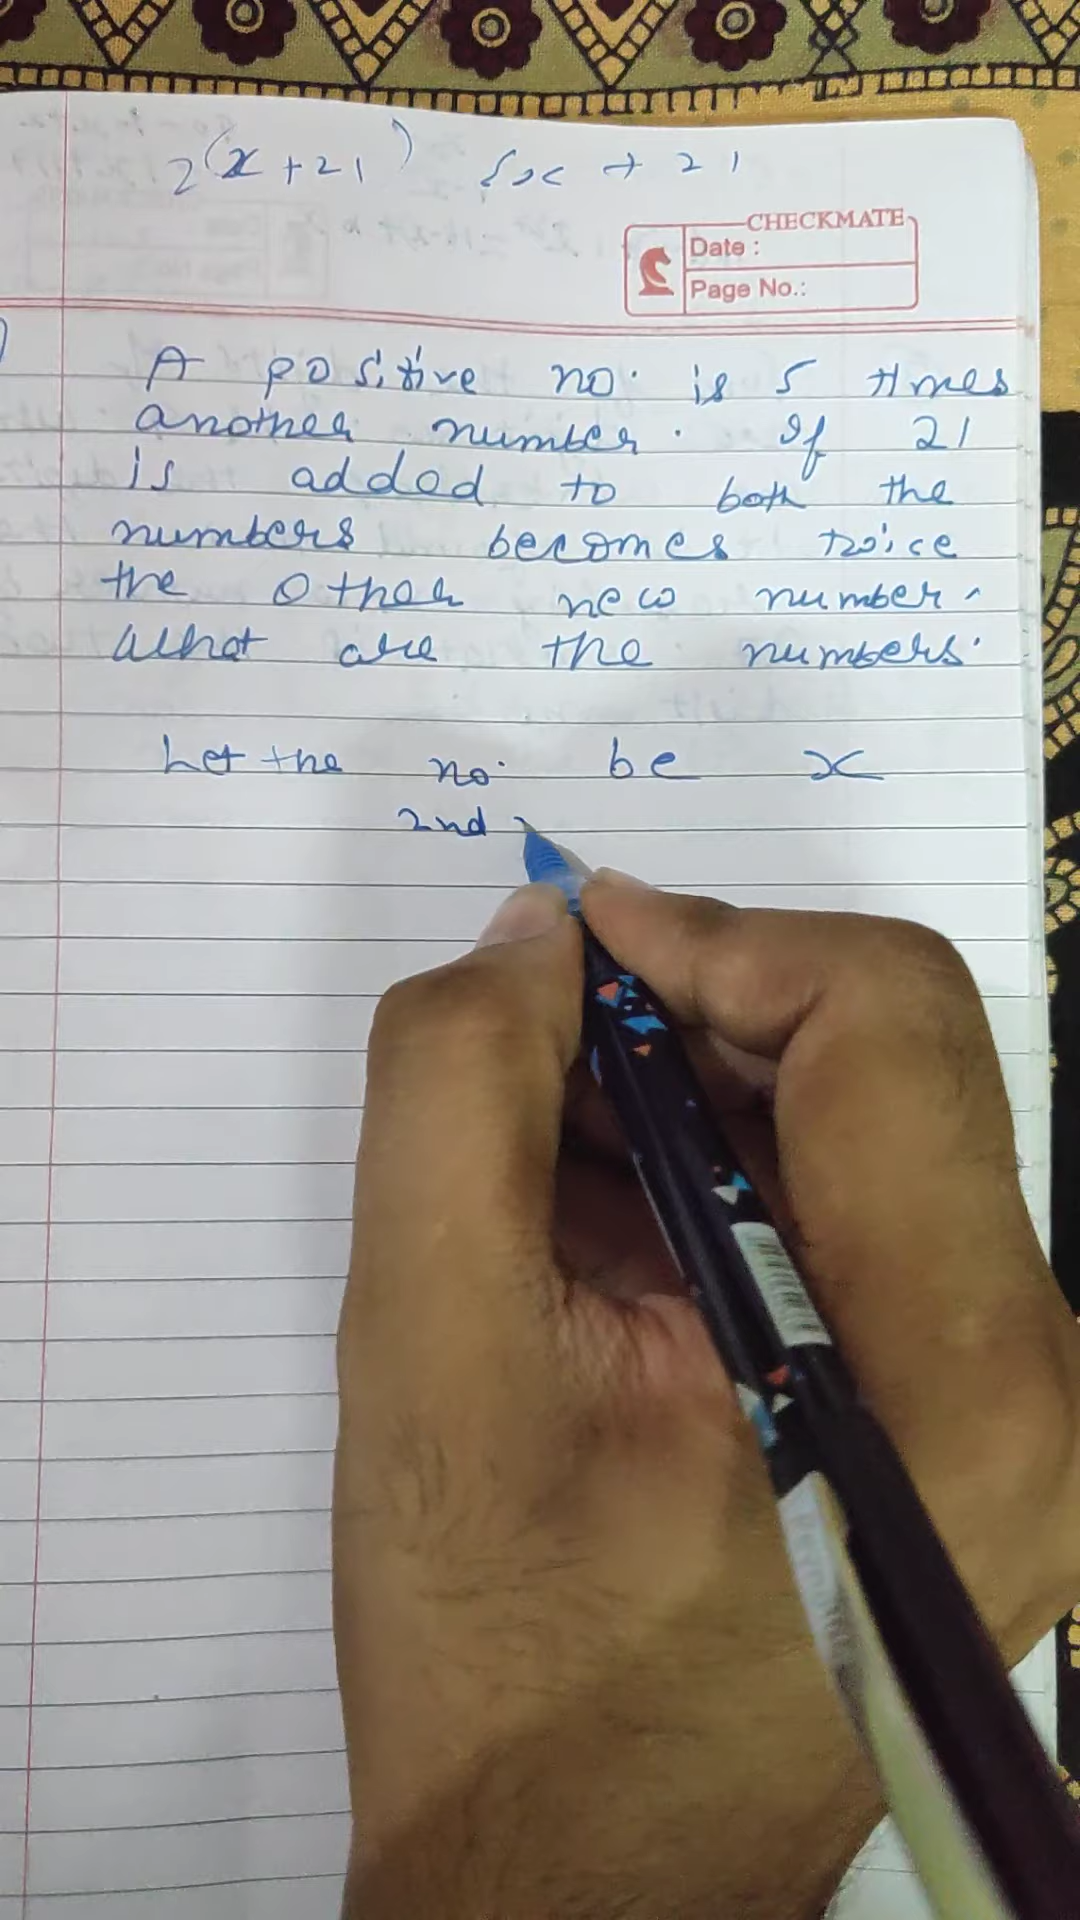 2(x+21) 5x + 21
CHECKMATE
Date :
Page No.:
A positive no. is 5 times
another number. If 21
is added to both the
numbers becomes twice
the other new number.
What are the numbers.
Let the no. be x
2nd